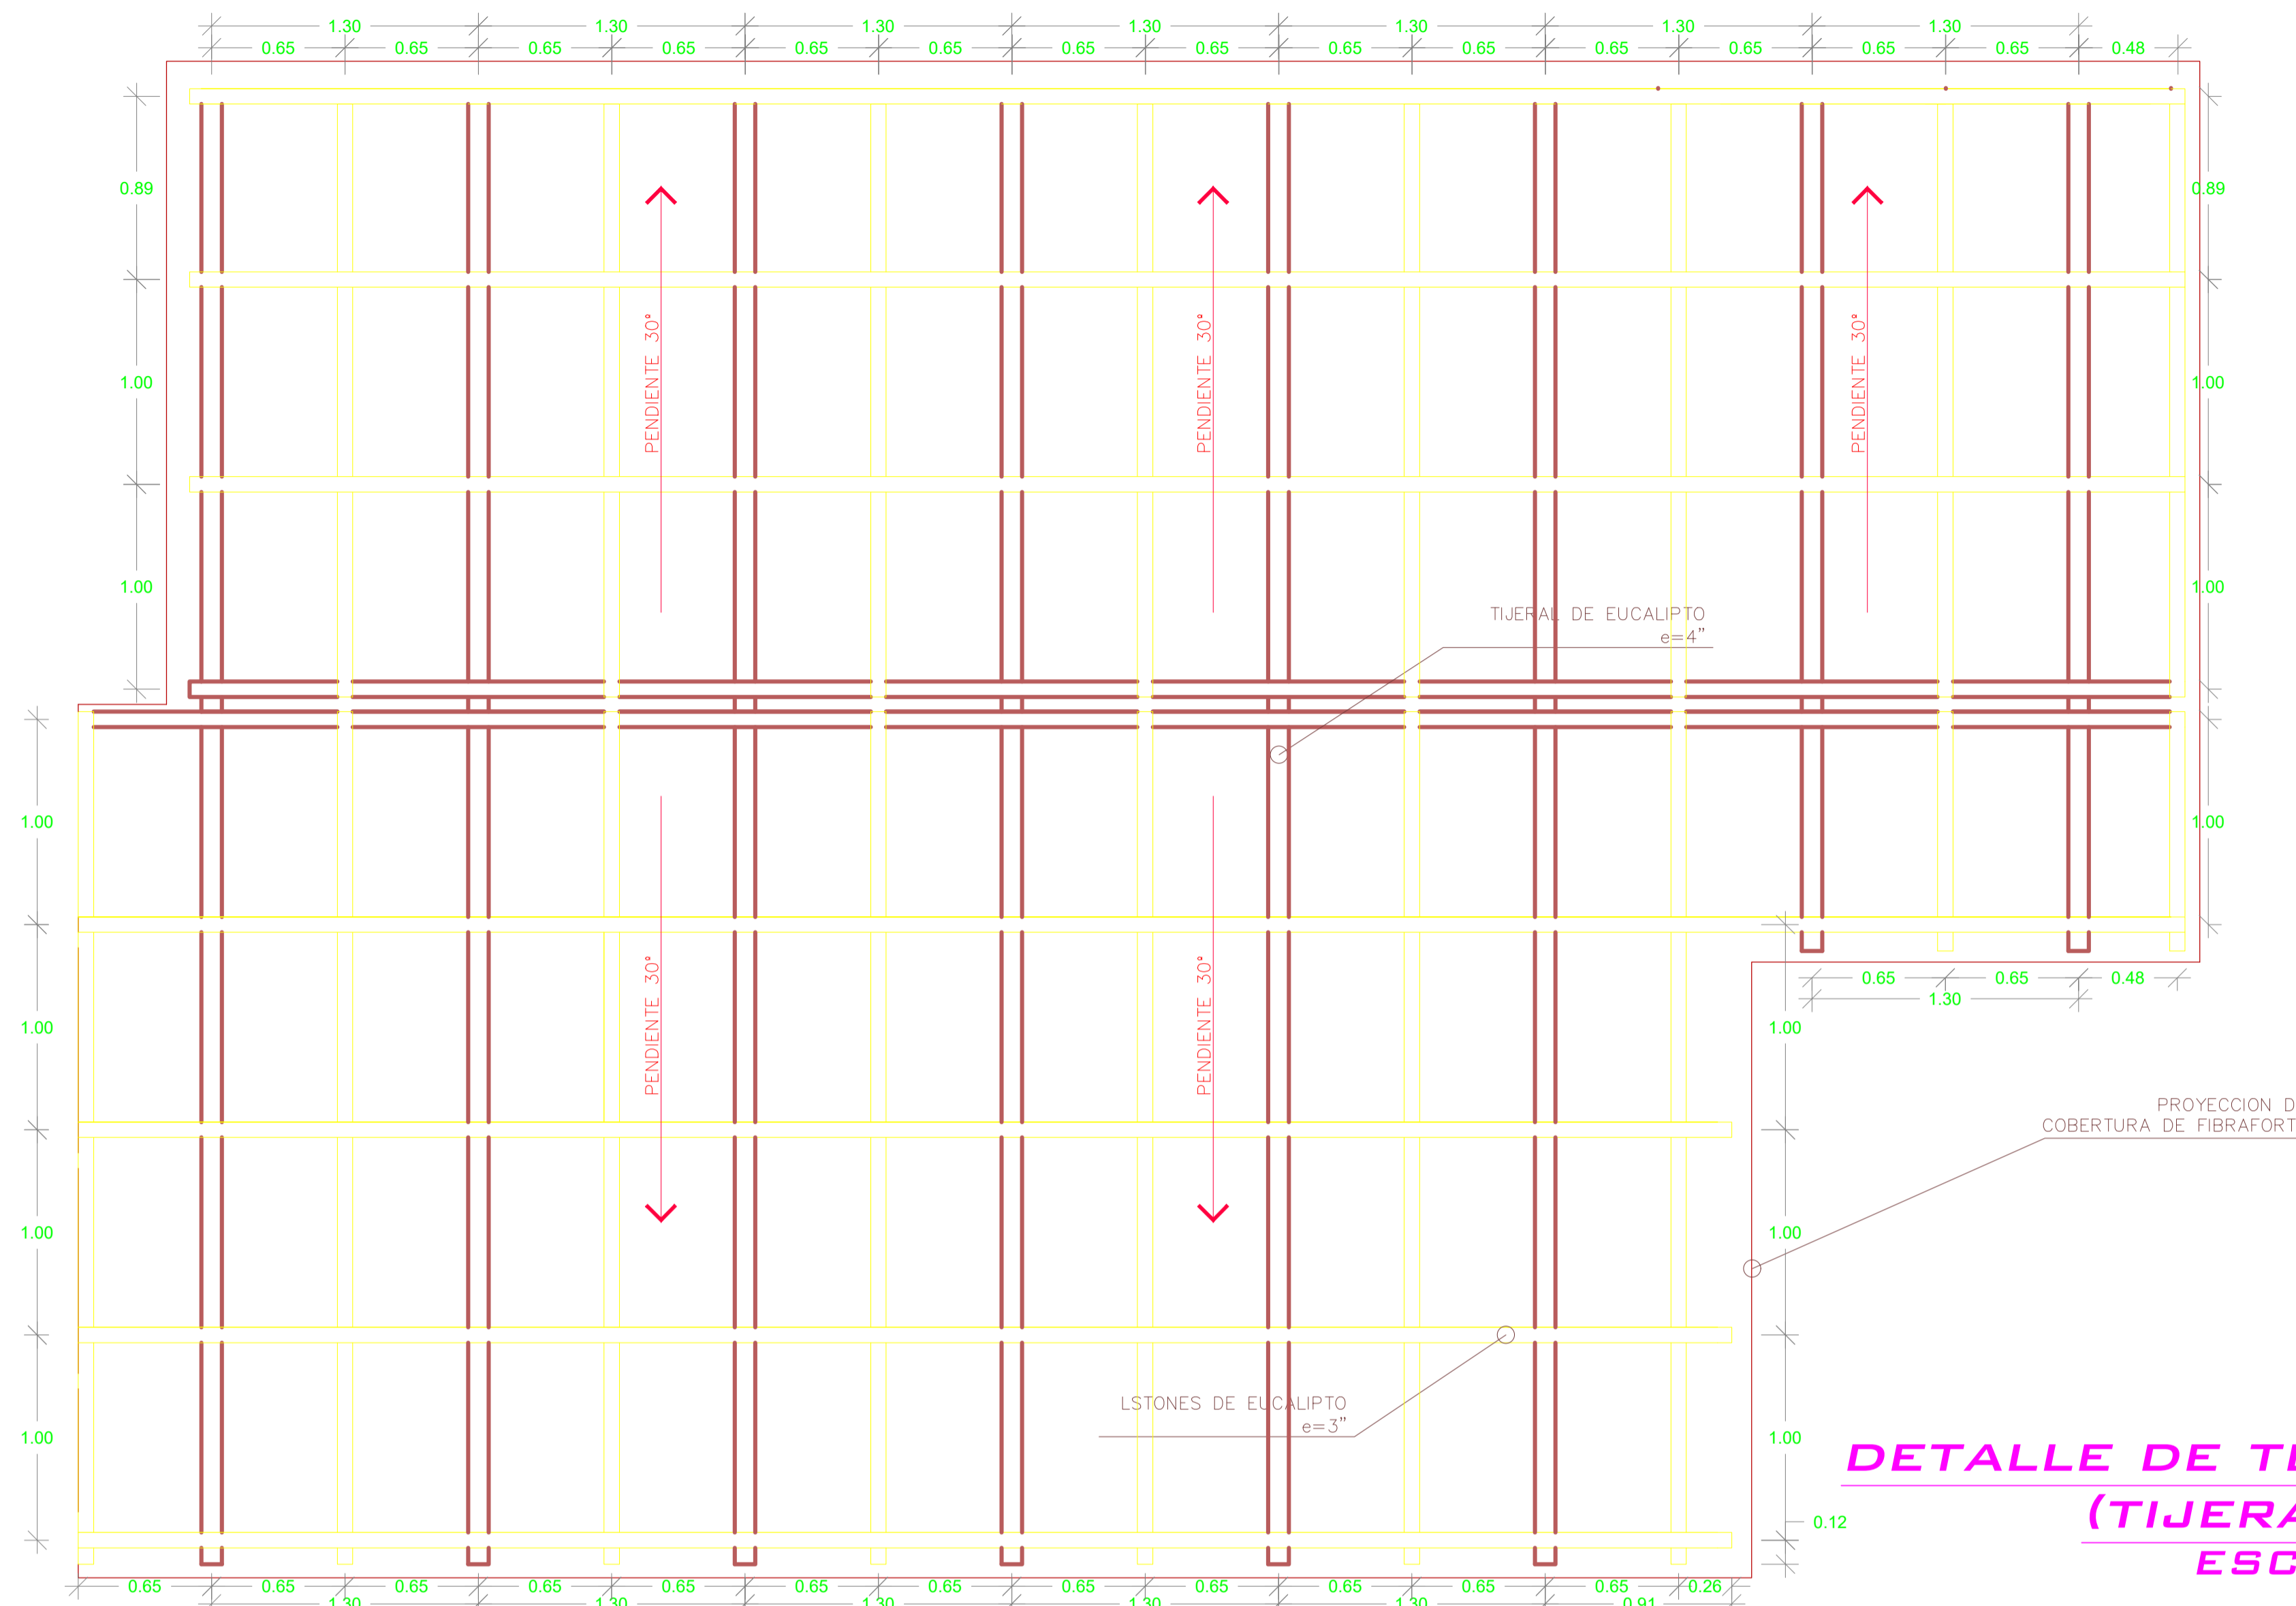 1.30 1.30 1.30 1.30 1.30 1.30 1.30
0.65 0.65 0.65 0.65 0.65 0.65 0.65 0.65 0.65 0.65 0.65 0.65 0.65 0.65 0.48
0.89 0.89
PENDIENTE 30° PENDIENTE 30° PENDIENTE 30°
1.00 1.00
1.00 1.00
TIJERAL DE EUCALIPTO
e=4"
1.00 1.00
0.65 0.65 0.48
1.30
PENDIENTE 30° PENDIENTE 30°
1.00 1.00
PROYECCION D
COBERTURA DE FIBRAFORT
1.00 1.00
LSTONES DE EUCALIPTO
e=3"
1.00 1.00
DETALLE DE
(TIJERA
0.12
ESC
0.65 0.65 0.65 0.65 0.65 0.65 0.65 0.65 0.65 0.65 0.65 0.65 0.26
1.30 1.30 1.30 1.30 1.30 0.91